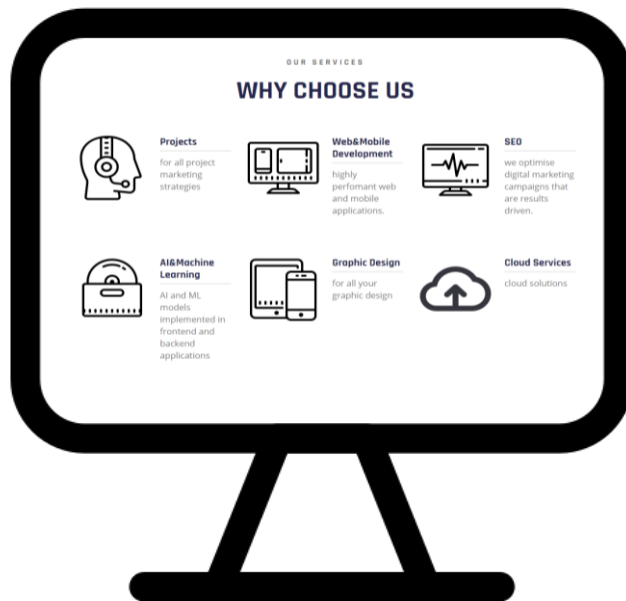 OUR SERVICES
WHY CHOOSE US
Projects
for all project
marketing
strategies
Web&Mobile
Development
highly
perfomant web
and mobile
applications.
SEO
we optimise
digital marketing
campaigns that
are results
driven.
AI&Machine
Learning
AI and ML
models
implemented in
frontend and
backend
applications
Graphic Design
for all your
graphic design
Cloud Services
cloud solutions